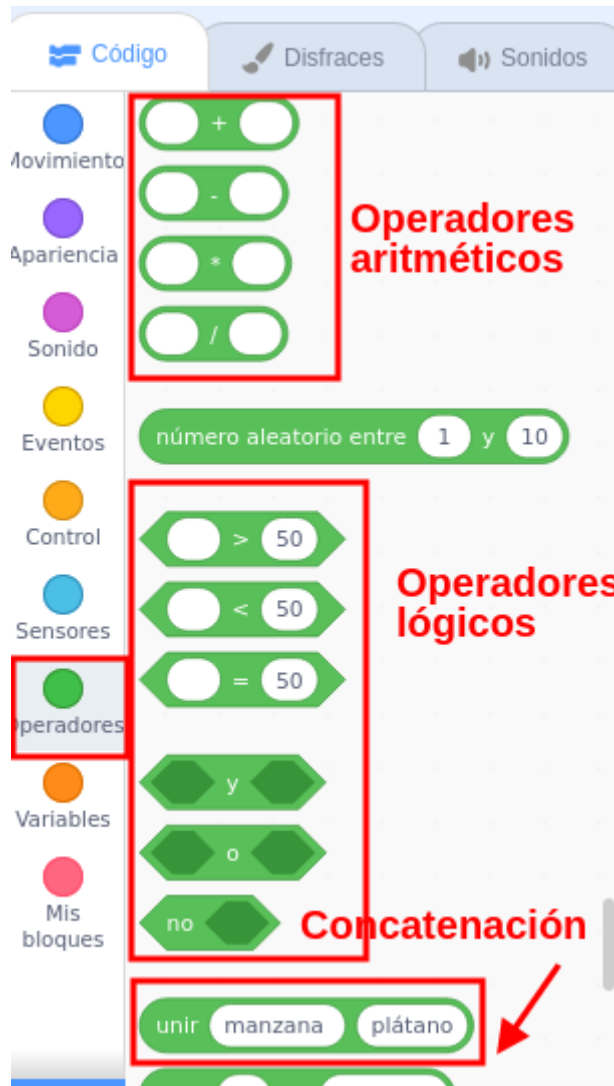 Código
Disfraces
Sonidos
Movimiento
Apariencia
Sonido
Eventos
Control
Sensores
Operadores
Variables
Mis
bloques
+
-
*
/
Operadores
aritméticos
número aleatorio entre 1 y 10
> 50
< 50
= 50
y
o
no
Operadores
lógicos
Concatenación
unir manzana plátano